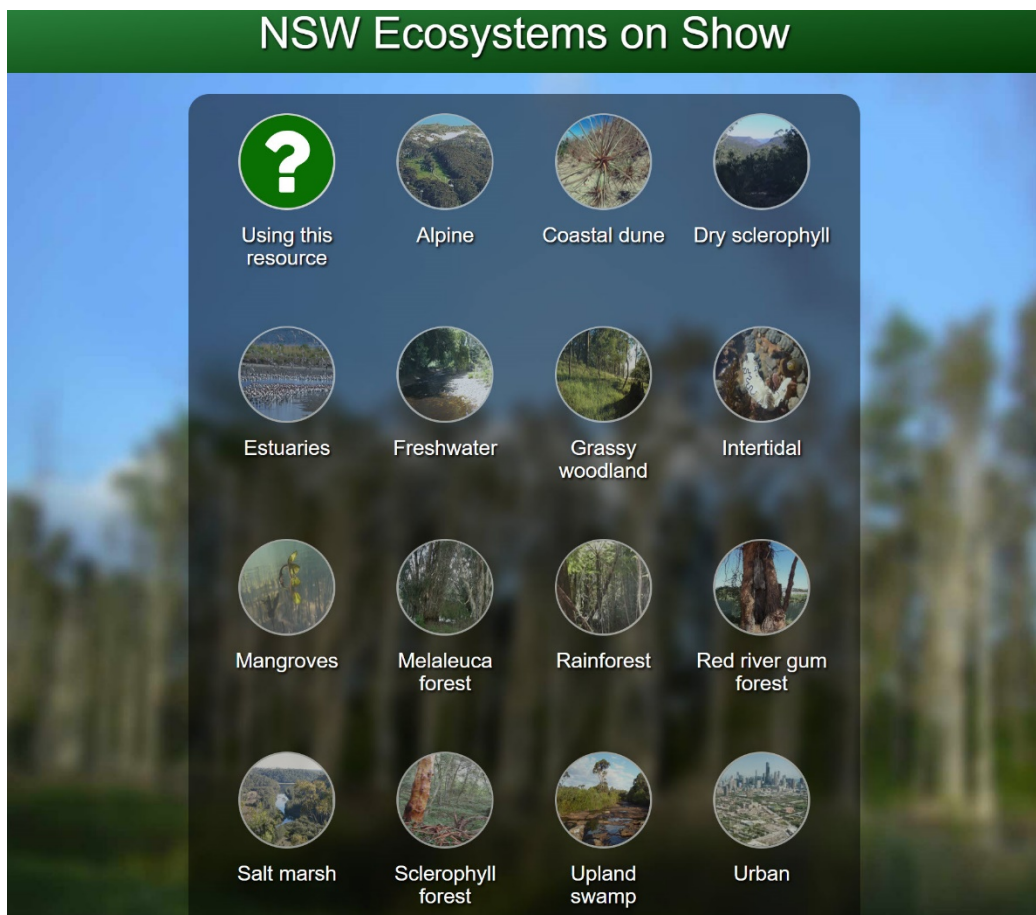 NSW Ecosystems on Show
?
Using this
resource
Alpine
Coastal dune
Dry sclerophyll
Estuaries
Freshwater
Grassy
woodland
Intertidal
Mangroves
Melaleuca
forest
Rainforest
Red river gum
forest
Salt marsh
Sclerophyll
forest
Upland
swamp
Urban